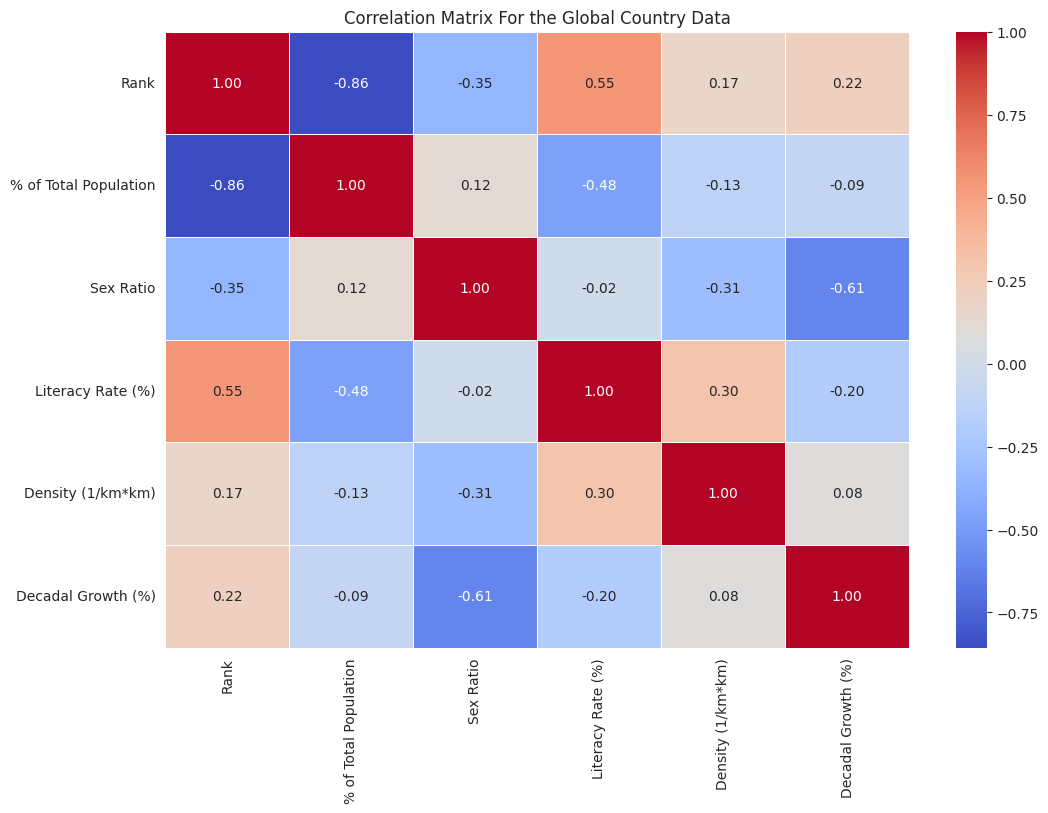 Correlation Matrix For the Global Country Data
Rank 1.00 -0.86 -0.35 0.55 0.17 0.22
% of Total Population -0.86 1.00 0.12 -0.48 -0.13 -0.09
Sex Ratio -0.35 0.12 1.00 -0.02 -0.31 -0.61
Literacy Rate (%) 0.55 -0.48 -0.02 1.00 0.30 -0.20
Density (1/km*km) 0.17 -0.13 -0.31 0.30 1.00 0.08
Decadal Growth (%) 0.22 -0.09 -0.61 -0.20 0.08 1.00
Rank
% of Total Population
Sex Ratio
Literacy Rate (%)
Density (1/km*km)
Decadal Growth (%)
1.00
0.75
0.50
0.25
0.00
−0.25
−0.50
−0.75